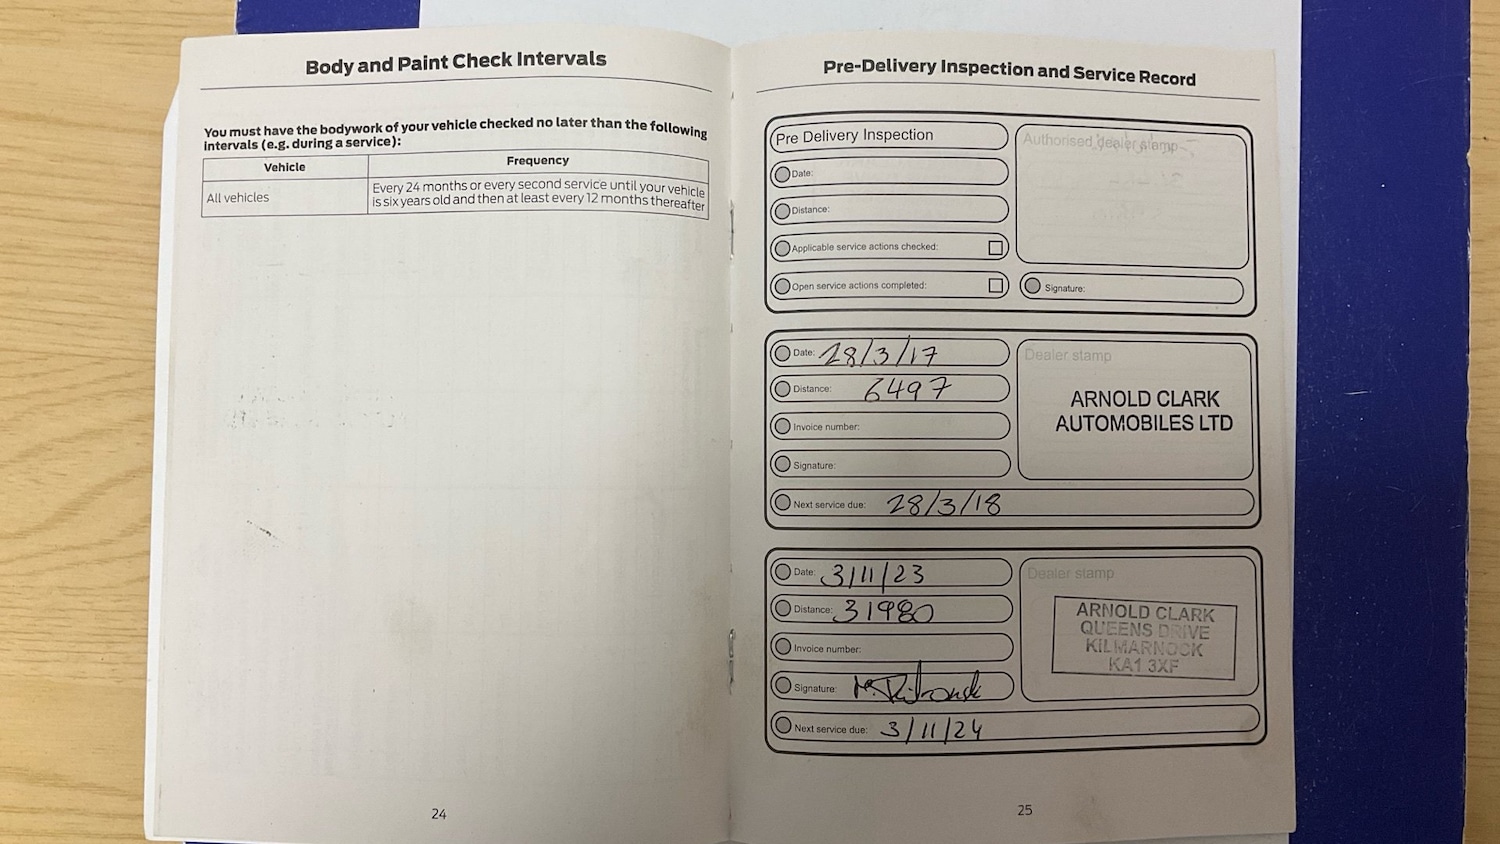 Body and Paint Check Intervals
You must have the bodywork of your vehicle checked no later than the following
intervals (e.g. during a service):
Vehicle
Frequency
All vehicles
Every 24 months or every second service until your vehicle
is six years old and then at least every 12 months thereafter
24
Pre-Delivery Inspection and Service Record
Pre Delivery Inspection
Date:
Distance:
Applicable service actions checked:
Open service actions completed:
Authorised dealer stamp
Signature:
Date: 28/3/17
Distance: 6497
Invoice number:
Signature:
Next service due: 28/3/18
Dealer stamp
ARNOLD CLARK
AUTOMOBILES LTD
Date: 3/11/23
Distance: 31980
Invoice number:
Signature:
Next service due: 3/11/24
Dealer stamp
ARNOLD CLARK
QUEENS DRIVE
KILMARNOCK
KA1 3XF
25